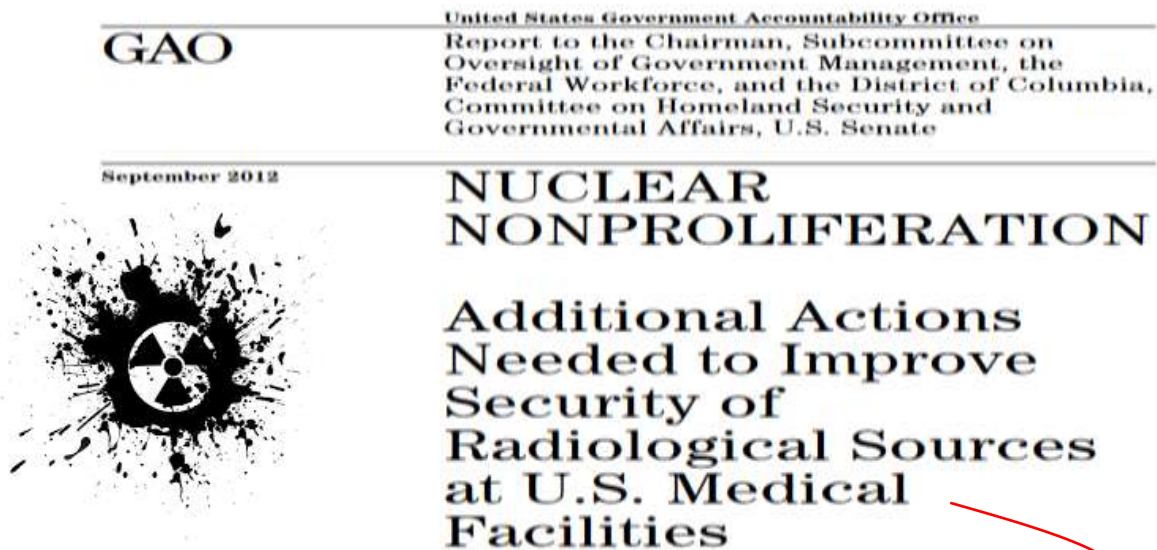 United States Government Accountability Office
GAO
Report to the Chairman, Subcommittee on
Oversight of Government Management, the
Federal Workforce, and the District of Columbia,
Committee on Homeland Security and
Governmental Affairs, U.S. Senate
September 2012
NUCLEAR
NONPROLIFERATION
Additional Actions
Needed to Improve
Security of
Radiological Sources
at U.S. Medical
Facilities